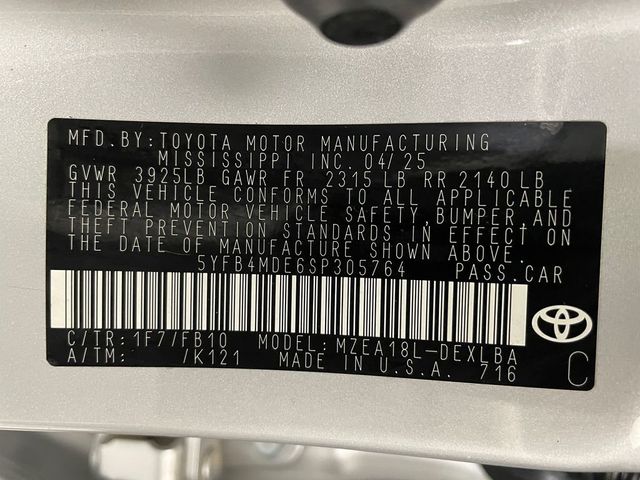 MFD. BY: TOYOTA MOTOR MANUFACTURING
MISSISSIPPI INC. 04/25
GVWR 3925LB GAWR FR 2315 LB RR 2140 LB
THIS VEHICLE CONFORMS TO ALL APPLICABLE
FEDERAL MOTOR VEHICLE SAFETY, BUMPER AND
THEFT PREVENTION STANDARDS IN EFFECT ON
THE DATE OF MANUFACTURE SHOWN ABOVE.
5YFB4MDE6SP305764 PASS. CAR
C/TR: 1F7/FB10 MODEL: MZEA18L-DEXLBA
A/TM: /K121 MADE IN U.S.A. 716
C